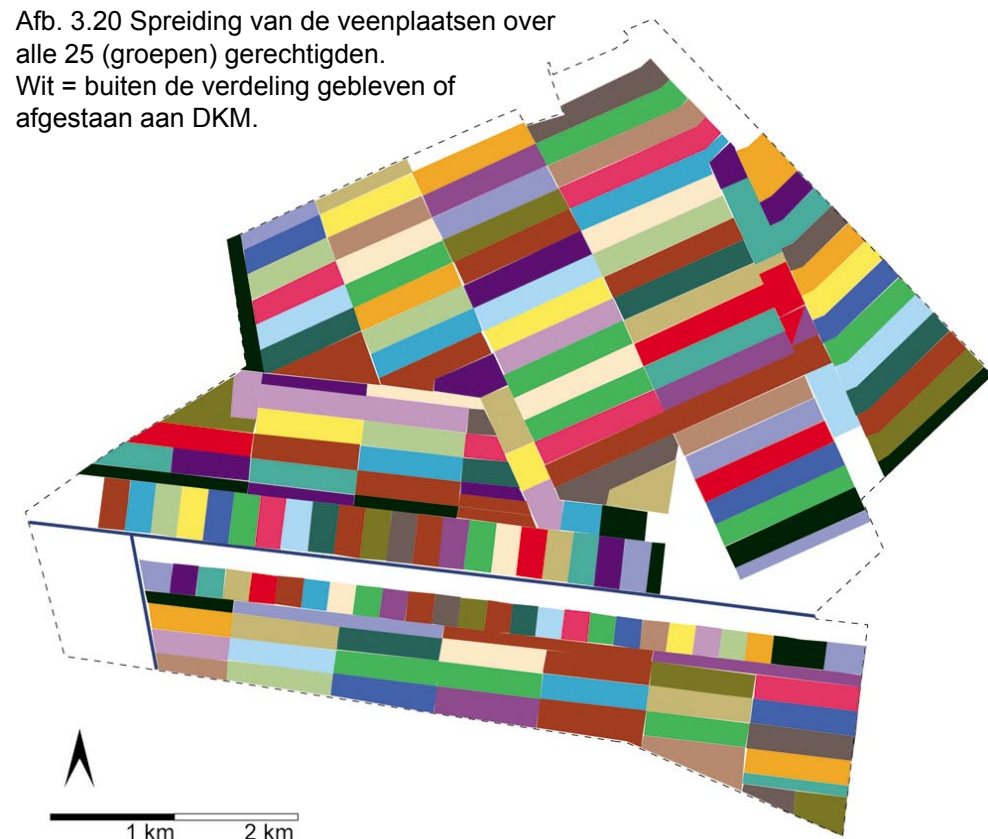 Afb. 3.20 Spreiding van de veenplaatsen over
alle 25 (groepen) gerechtigden.
Wit = buiten de verdeling gebleven of
afgestaan aan DKM.
1 km 2 km